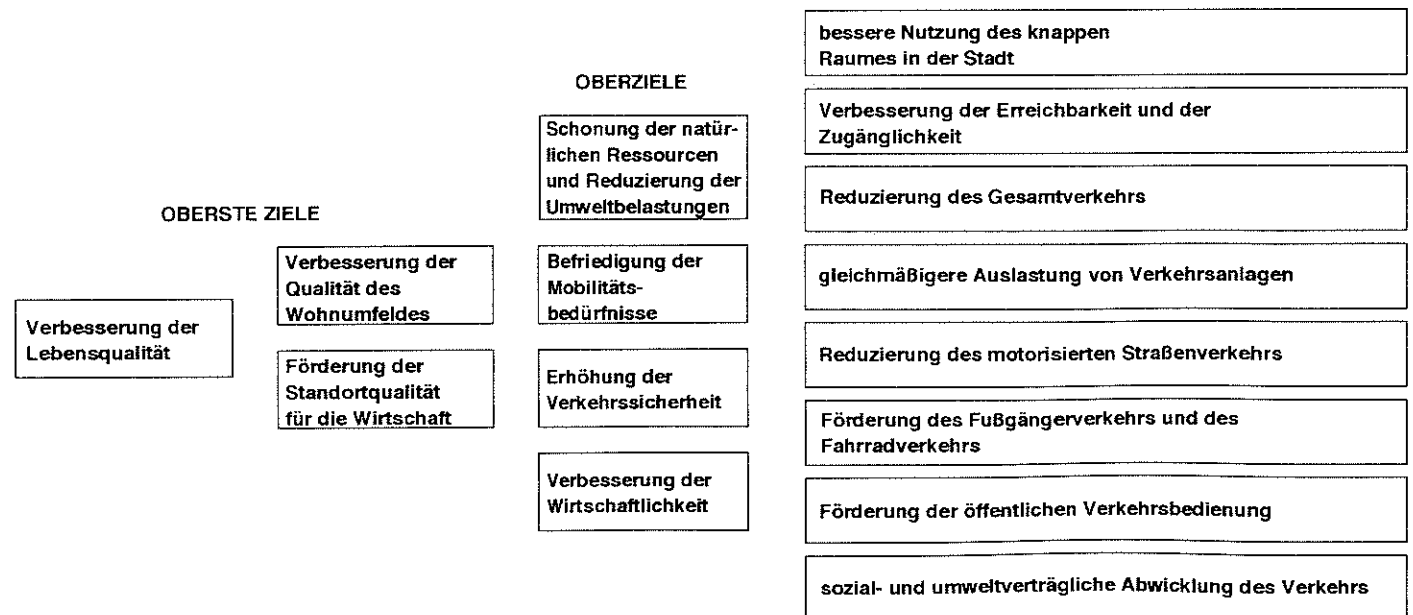 OBERSTE ZIELE
Verbesserung der
Lebensqualität
Verbesserung der
Qualität des
Wohnumfeldes
Förderung der
Standortqualität
für die Wirtschaft
OBERZIELE
Schonung der natür-
lichen Ressourcen
und Reduzierung der
Umweltbelastungen
Befriedigung der
Mobilitäts-
bedürfnisse
Erhöhung der
Verkehrssicherheit
Verbesserung der
Wirtschaftlichkeit
bessere Nutzung des knappen
Raumes in der Stadt
Verbesserung der Erreichbarkeit und der
Zugänglichkeit
Reduzierung des Gesamtverkehrs
gleichmäßigere Auslastung von Verkehrsanlagen
Reduzierung des motorisierten Straßenverkehrs
Förderung des Fußgängerverkehrs und des
Fahrradverkehrs
Förderung der öffentlichen Verkehrsbedienung
sozial- und umweltverträgliche Abwicklung des Verkehrs